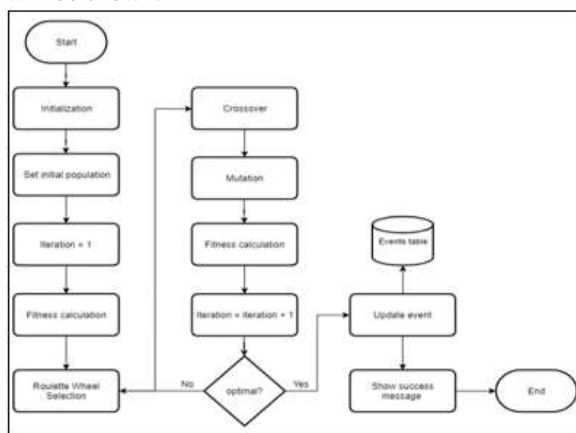 Start
Initialization
Set initial population
Iteration = 1
Fitness calculation
Roulette Wheel
Selection
Crossover
Mutation
Fitness calculation
Iteration = iteration + 1
optimal?
No
Yes
Events table
Update event
Show success
message
End